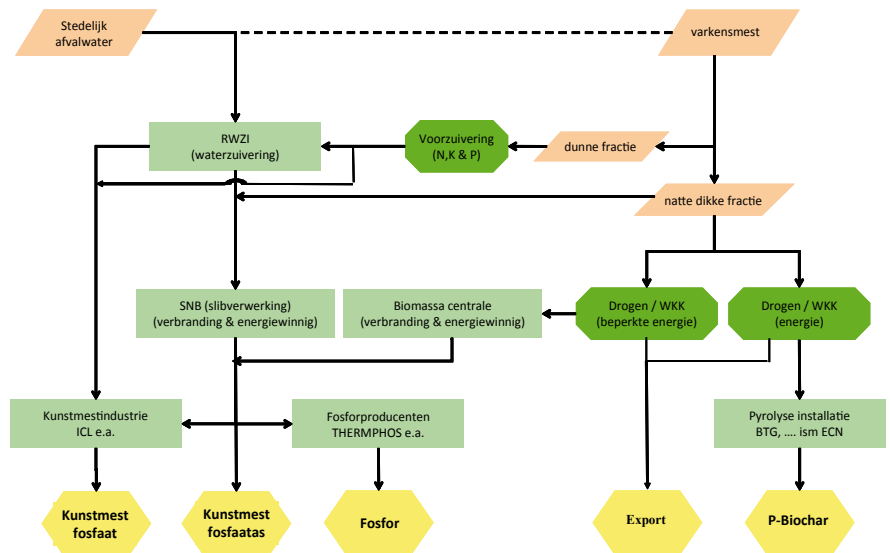 Stedelijk
afvalwater
varkensmest
RWZI
(waterzuivering)
Voorzuivering
(N,K & P)
dunne fractie
natte dikke fractie
SNB (slibverwerking)
(verbranding & energiewinnig)
Biomassa centrale
(verbranding & energiewinnig)
Drogen / WKK
(beperkte energie)
Drogen / WKK
(energie)
Kunstmestindustrie
ICL e.a.
Fosforproducenten
THERMPHOS e.a.
Pyrolyse installatie
BTG, .... ism ECN
Kunstmest
fosfaat
Kunstmest
fosfaatas
Fosfor
Export
P-Biochar